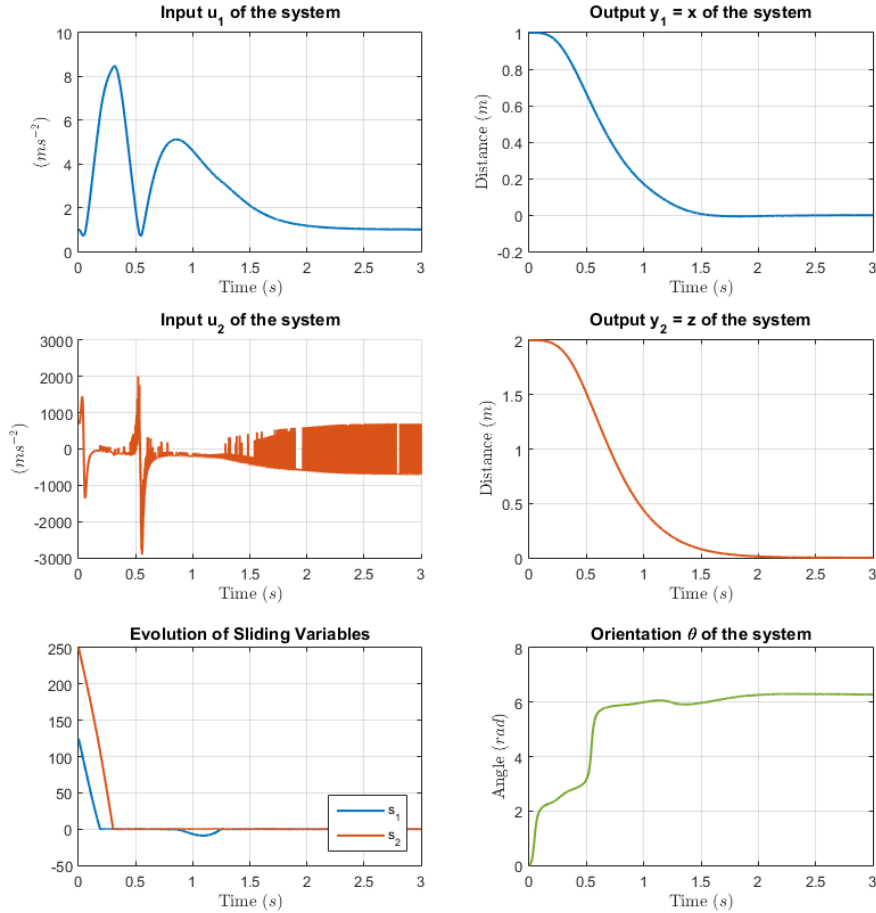 Input u₁ of the system
(ms⁻²)
10
8
6
4
2
0
0 0.5 1 1.5 2 2.5 3
Time (s)
Output y₁ = x of the system
Distance (m)
1
0.8
0.6
0.4
0.2
0
-0.2
0 0.5 1 1.5 2 2.5 3
Time (s)
Input u₂ of the system
(ms⁻²)
3000
2000
1000
0
-1000
-2000
-3000
0 0.5 1 1.5 2 2.5 3
Time (s)
Output y₂ = z of the system
Distance (m)
2
1.5
1
0.5
0
0 0.5 1 1.5 2 2.5 3
Time (s)
Evolution of Sliding Variables
250
200
150
100
50
0
-50
s₁
s₂
0 0.5 1 1.5 2 2.5 3
Time (s)
Orientation θ of the system
Angle (rad)
8
6
4
2
0
0 0.5 1 1.5 2 2.5 3
Time (s)